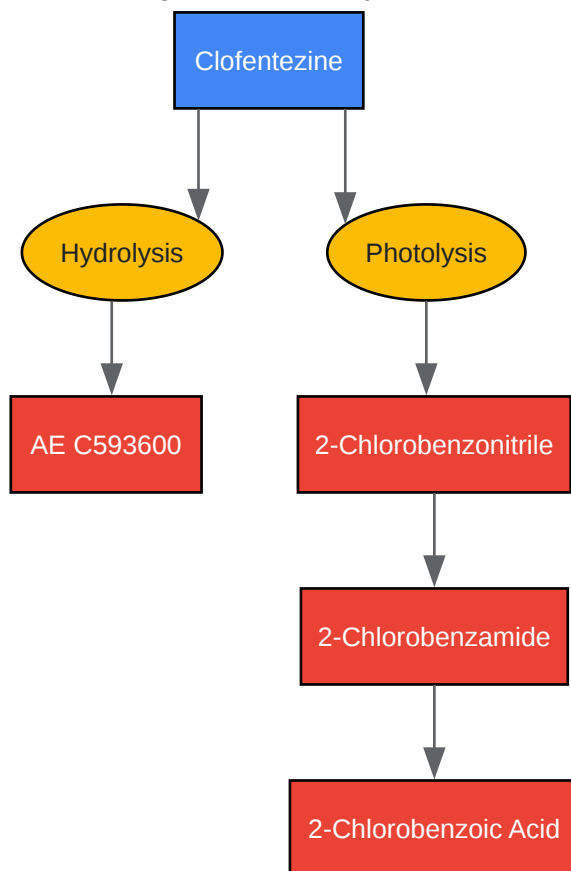 Clofentezine
Hydrolysis
Photolysis
AE C593600
2-Chlorobenzonitrile
2-Chlorobenzamide
2-Chlorobenzoic Acid